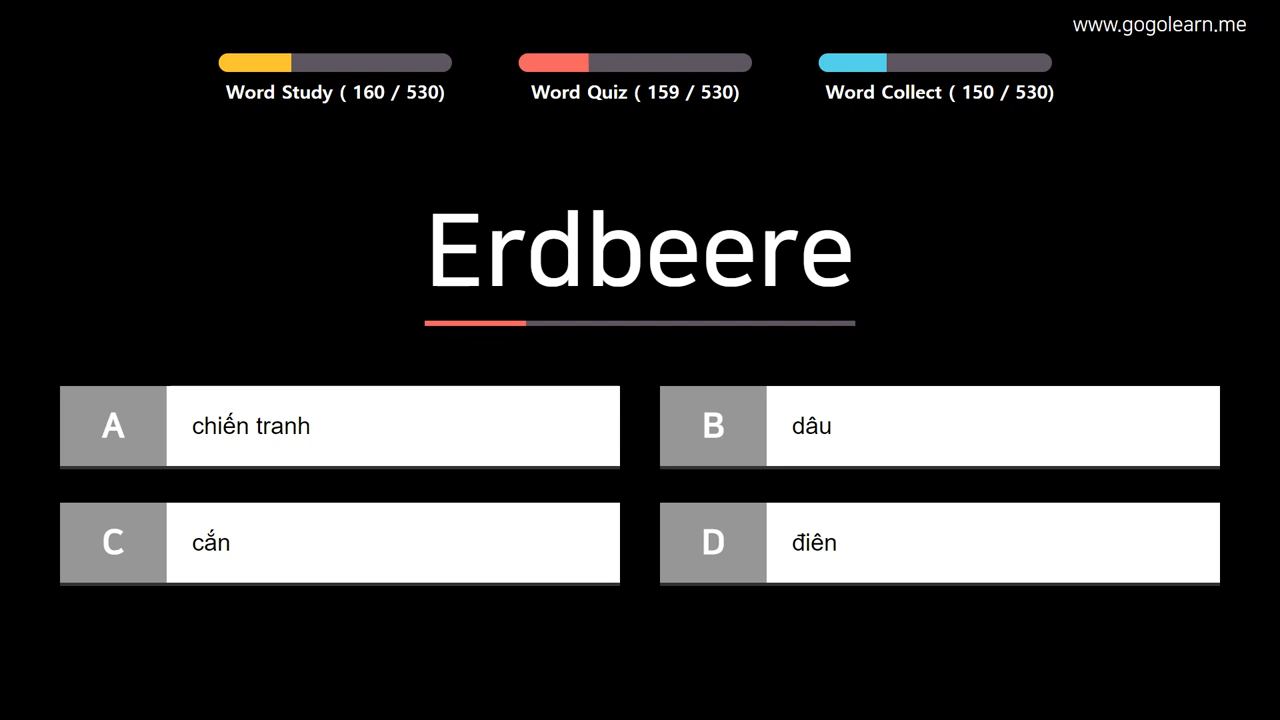 www.gogolearn.me
Word Study ( 160 / 530)
Word Quiz ( 159 / 530)
Word Collect ( 150 / 530)
Erdbeere
A chiến tranh
B dâu
C cắn
D điên